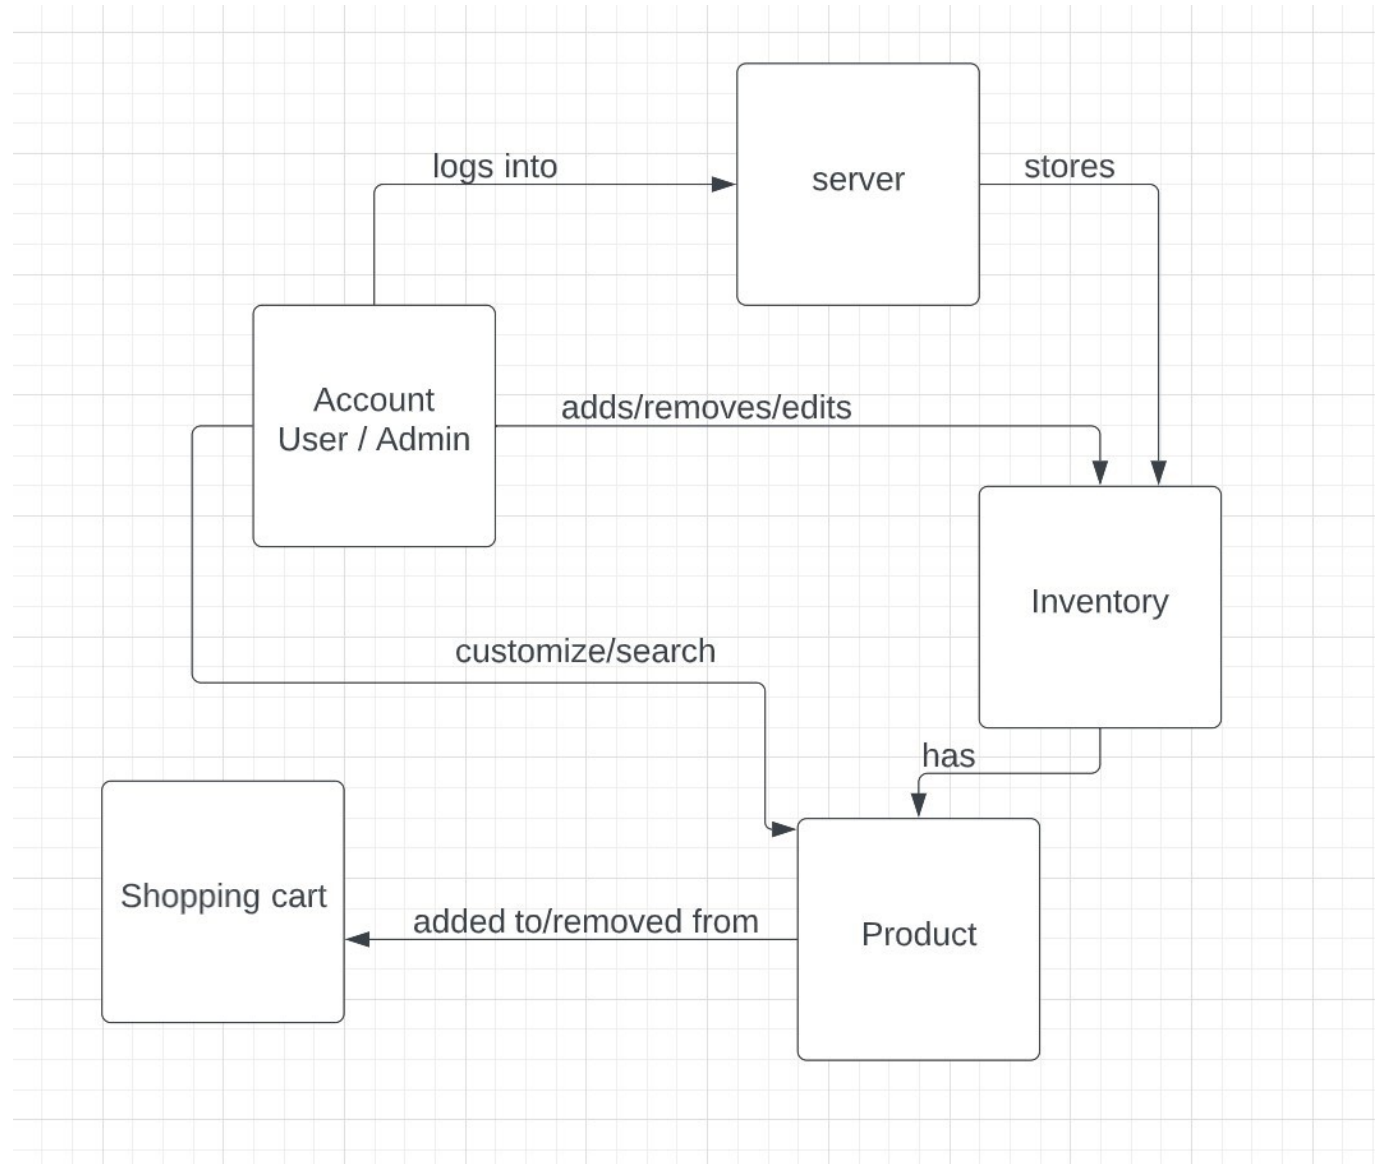 logs into
server
stores
Account
User / Admin
adds/removes/edits
Inventory
customize/search
has
Shopping cart
added to/removed from
Product